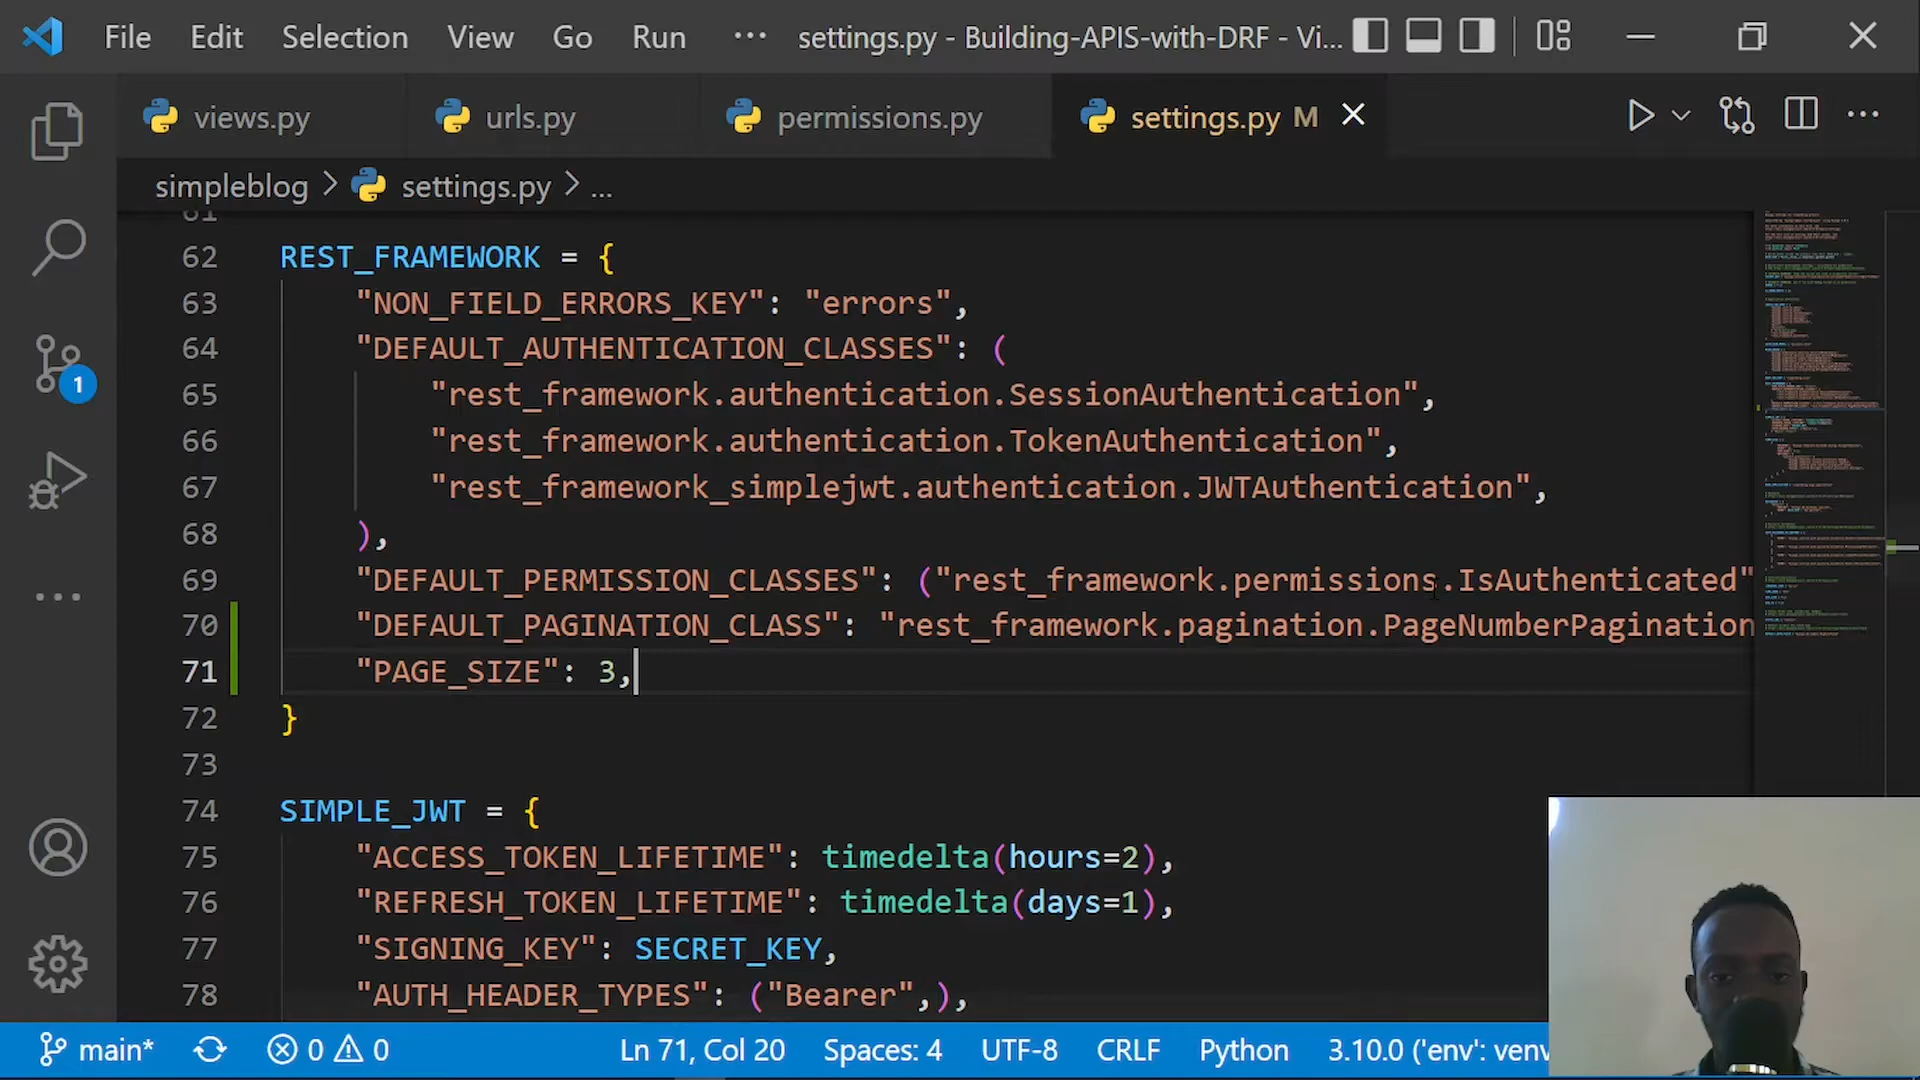 File Edit Selection View Go Run ··· settings.py - Building-APIS-with-DRF - Vi...
views.py urls.py permissions.py settings.py M
simpleblog > settings.py > ...
61
62 REST_FRAMEWORK = {
63 "NON_FIELD_ERRORS_KEY": "errors",
64 "DEFAULT_AUTHENTICATION_CLASSES": (
65 "rest_framework.authentication.SessionAuthentication",
66 "rest_framework.authentication.TokenAuthentication",
67 "rest_framework_simplejwt.authentication.JWTAuthentication",
68 ),
69 "DEFAULT_PERMISSION_CLASSES": ("rest_framework.permissions.IsAuthenticated"
70 "DEFAULT_PAGINATION_CLASS": "rest_framework.pagination.PageNumberPagination
71 "PAGE_SIZE": 3,
72 }
73
74 SIMPLE_JWT = {
75 "ACCESS_TOKEN_LIFETIME": timedelta(hours=2),
76 "REFRESH_TOKEN_LIFETIME": timedelta(days=1),
77 "SIGNING_KEY": SECRET_KEY,
78 "AUTH_HEADER_TYPES": ("Bearer",),
1
main* 0 0 Ln 71, Col 20 Spaces: 4 UTF-8 CRLF Python 3.10.0 ('env': venv